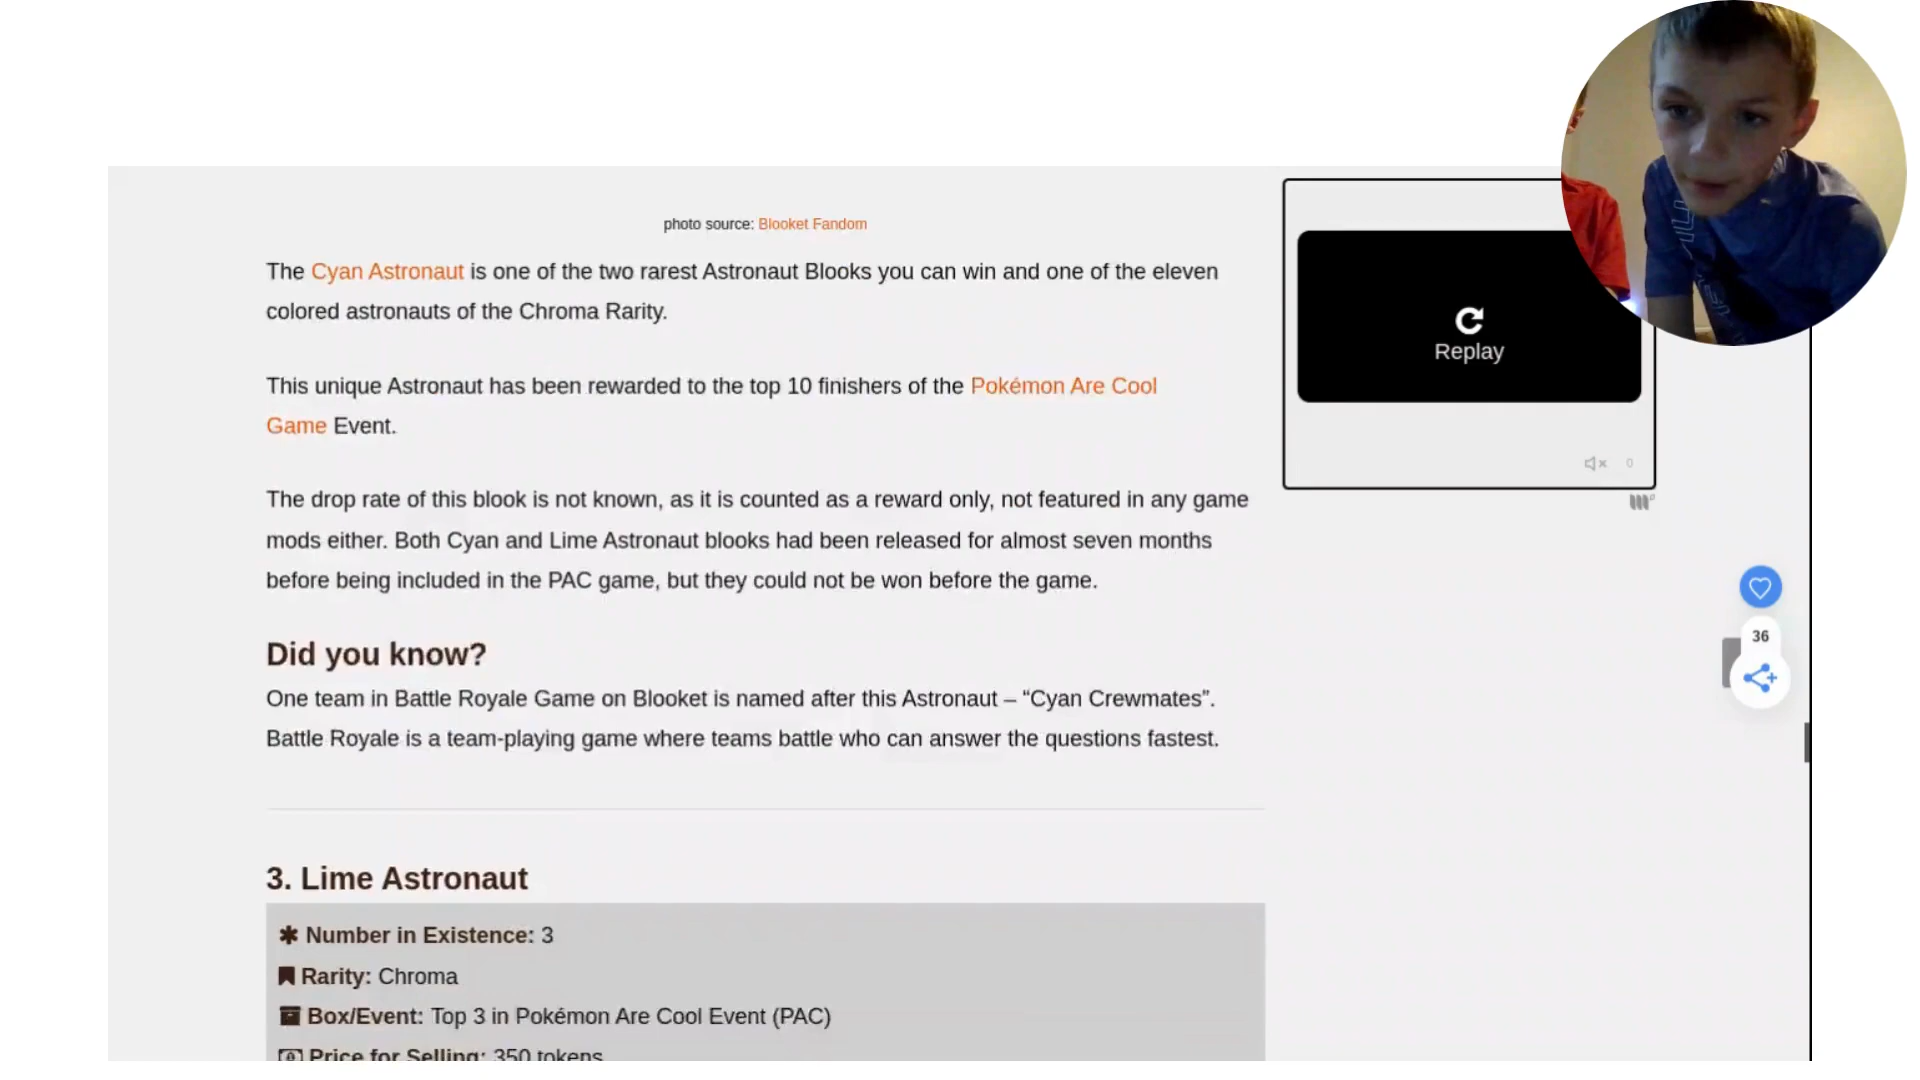 photo source: Blooket Fandom
The Cyan Astronaut is one of the two rarest Astronaut Blooks you can win and one of the eleven
colored astronauts of the Chroma Rarity.
This unique Astronaut has been rewarded to the top 10 finishers of the Pokémon Are Cool
Game Event.
The drop rate of this blook is not known, as it is counted as a reward only, not featured in any game
mods either. Both Cyan and Lime Astronaut blooks had been released for almost seven months
before being included in the PAC game, but they could not be won before the game.
Did you know?
One team in Battle Royale Game on Blooket is named after this Astronaut – “Cyan Crewmates”.
Battle Royale is a team-playing game where teams battle who can answer the questions fastest.
3. Lime Astronaut
Number in Existence: 3
Rarity: Chroma
Box/Event: Top 3 in Pokémon Are Cool Event (PAC)
Price for Selling: 350 tokens
Replay
0
36